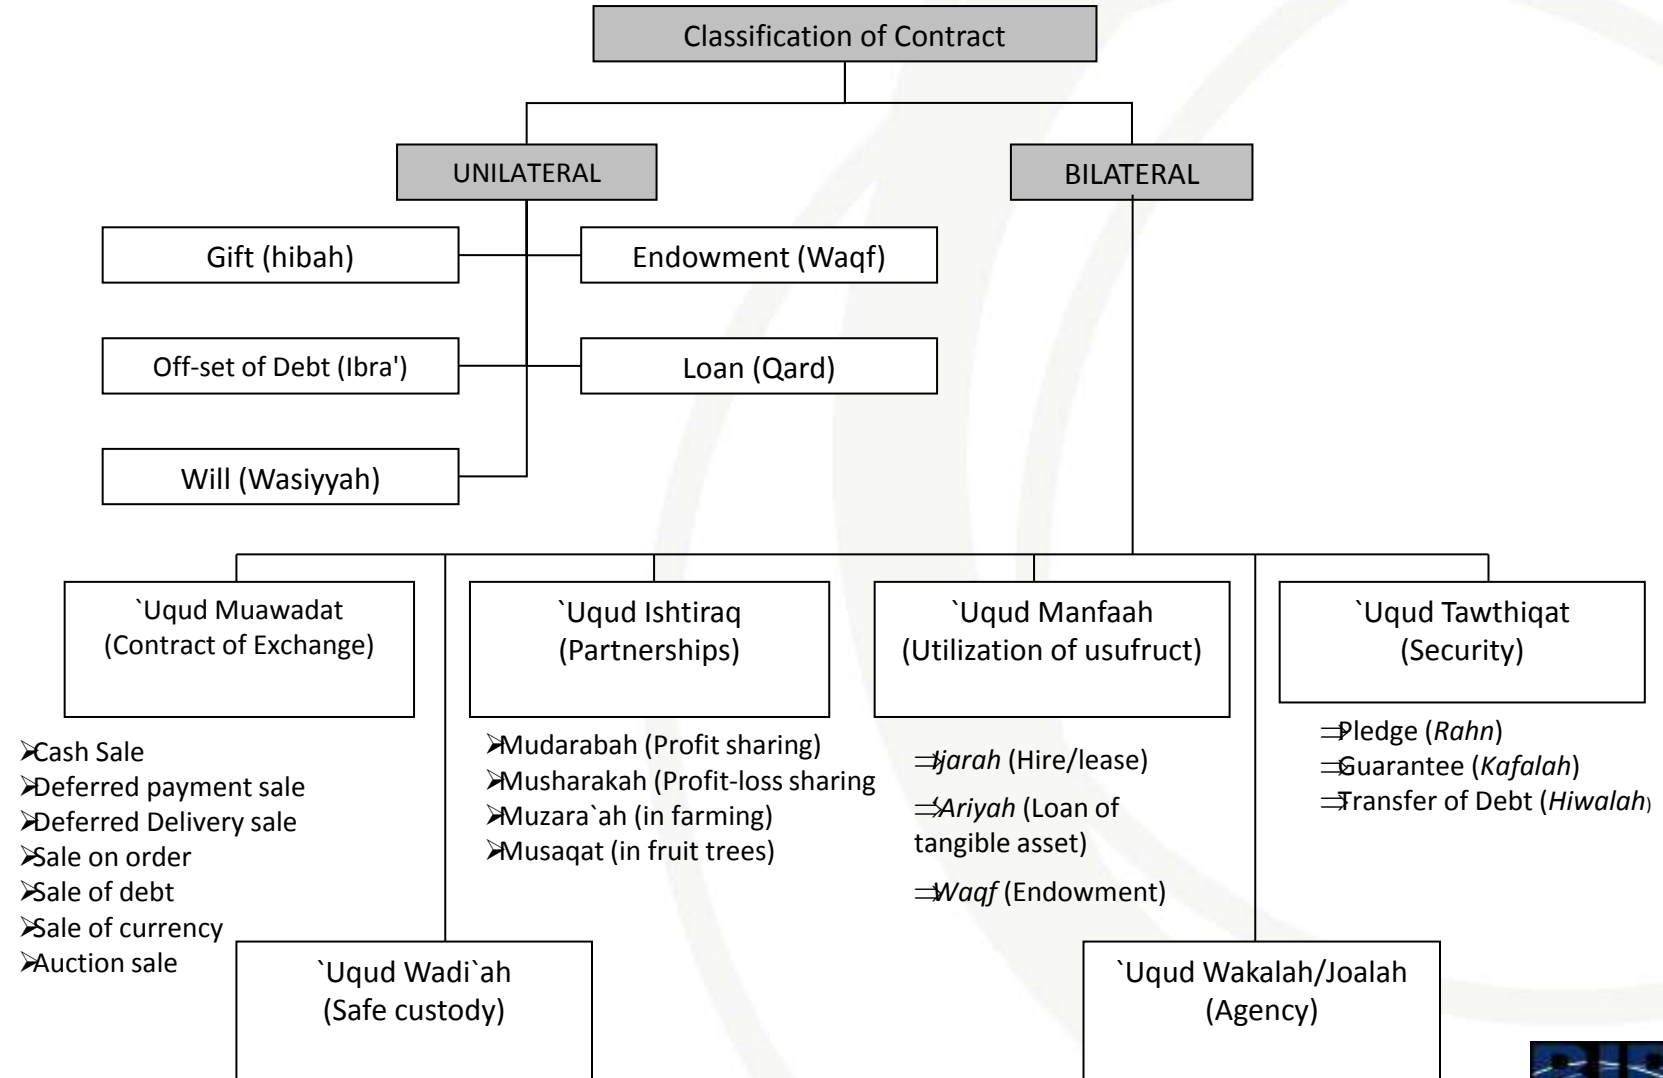 Classification of Contract
UNILATERAL
BILATERAL
Gift (hibah)
Endowment (Waqf)
Off-set of Debt (Ibra')
Loan (Qard)
Will (Wasiyyah)
`Uqud Muawadat
(Contract of Exchange)
`Uqud Ishtiraq
(Partnerships)
`Uqud Manfaah
(Utilization of usufruct)
`Uqud Tawthiqat
(Security)
➢Cash Sale
➢Deferred payment sale
➢Deferred Delivery sale
➢Sale on order
➢Sale of debt
➢Sale of currency
➢Auction sale
➢Mudarabah (Profit sharing)
➢Musharakah (Profit-loss sharing
➢Muzara`ah (in farming)
➢Musaqat (in fruit trees)
⇒Ijarah (Hire/lease)
⇒‘Ariyah (Loan of
tangible asset)
⇒Waqf (Endowment)
⇒Pledge (Rahn)
⇒Guarantee (Kafalah)
⇒Transfer of Debt (Hiwalah)
`Uqud Wadi`ah
(Safe custody)
`Uqud Wakalah/Joalah
(Agency)